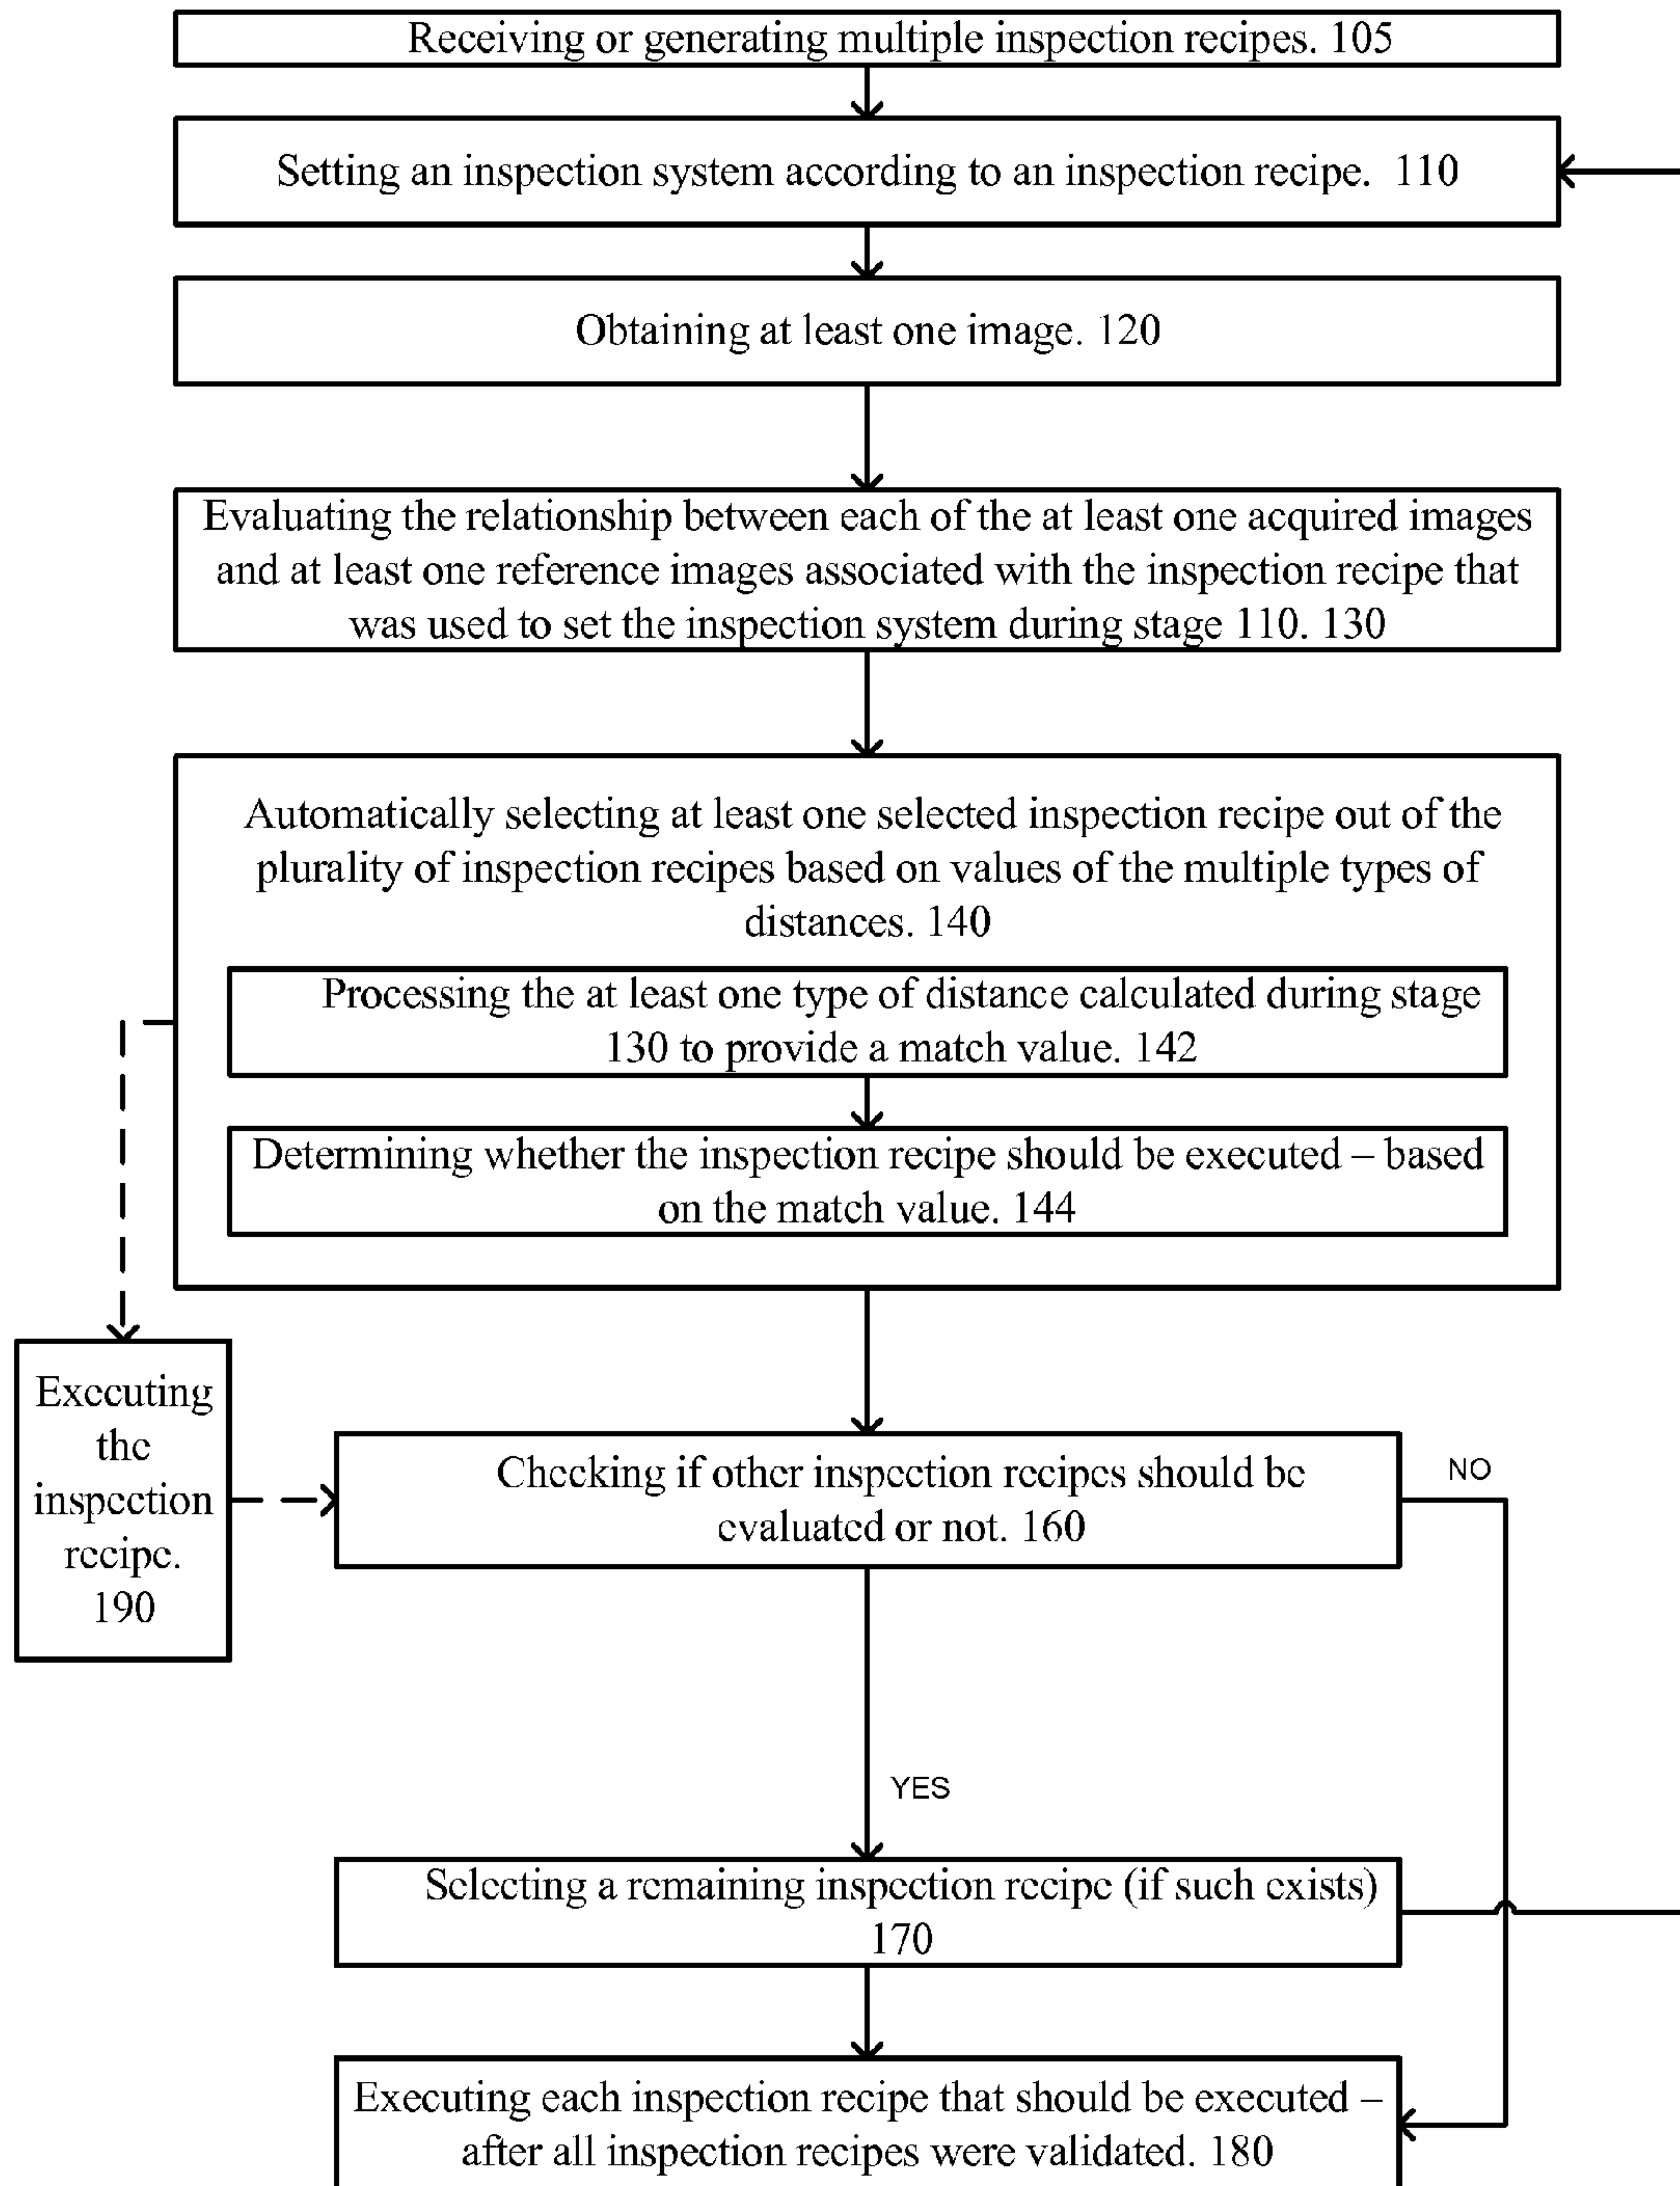 Receiving or generating multiple inspection recipes. 105
Setting an inspection system according to an inspection recipe. 110
Obtaining at least one image. 120
Evaluating the relationship between each of the at least one acquired images
and at least one reference images associated with the inspection recipe that
was used to set the inspection system during stage 110. 130
Automatically selecting at least one selected inspection recipe out of the
plurality of inspection recipes based on values of the multiple types of
distances. 140
Processing the at least one type of distance calculated during stage
130 to provide a match value. 142
Determining whether the inspection recipe should be executed – based
on the match value. 144
Executing
the
inspection
recipe.
190
Checking if other inspection recipes should be
evaluated or not. 160
NO
YES
Selecting a remaining inspection recipe (if such exists)
170
Executing each inspection recipe that should be executed –
after all inspection recipes were validated. 180